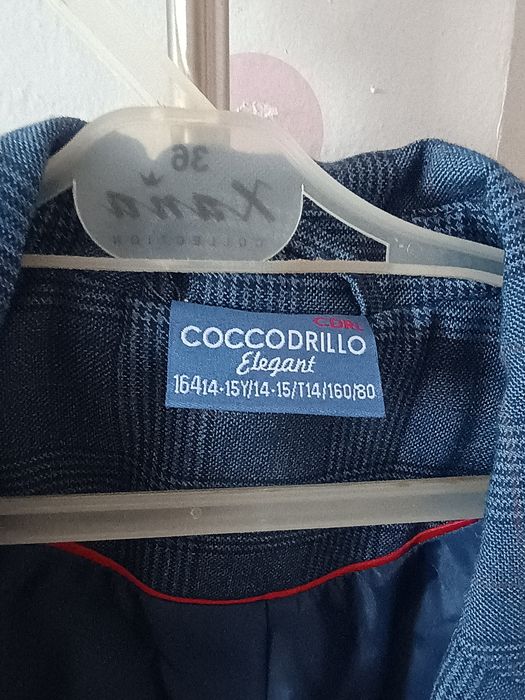 36
Xana
COLLECTION
CDRL
COCCODRILLO
Elegant
16414-15Y/14-15/T14/160/80